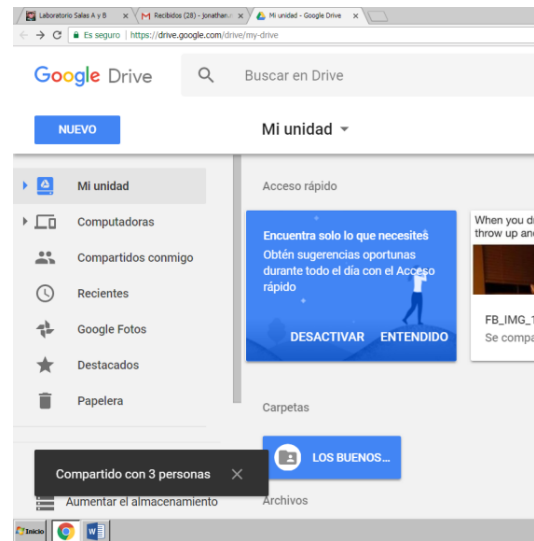 Laboratorio Salas A y B
Recibidos (28) - jonathan
Mi unidad - Google Drive
Es seguro | https://drive.google.com/drive/my-drive
Google Drive
Buscar en Drive
NUEVO
Mi unidad
Mi unidad
Computadoras
Compartidos conmigo
Recientes
Google Fotos
Destacados
Papelera
Compartido con 3 personas
Aumentar el almacenamiento
Acceso rápido
Encuentra solo lo que necesites
Obtén sugerencias oportunas
durante todo el día con el Acceso
rápido
DESACTIVAR ENTENDIDO
When you d
throw up and
FB_IMG_1
Se compa
Carpetas
LOS BUENOS...
Archivos
Inicio